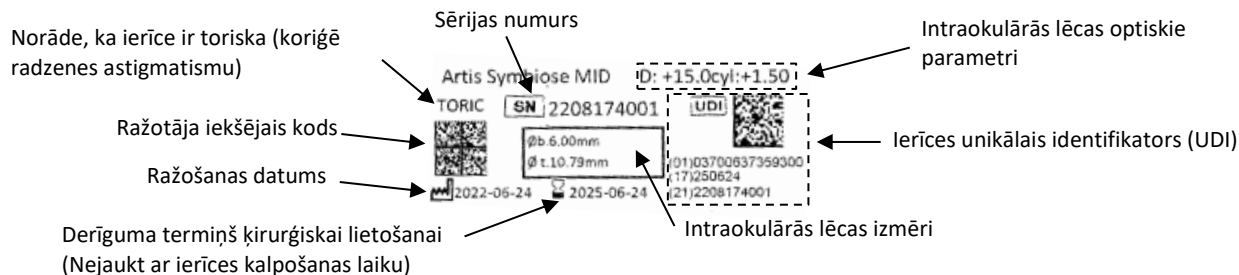 Sērijas numurs
Norāde, ka ierīce ir toriska (koriģē
radzenes astigmatismu)
Intraokulārās lēcas optiskie
parametri
Artis Symbiose MID D: +15.0cyl:+1.50
TORIC SN 2208174001 UDI
Ražotāja iekšējais kods
Øb.6.00mm
Øt.10.79mm
Ierīces unikālais identifikators (UDI)
(01)03700637359300
(17)250624
(21)2208174001
Ražošanas datums
2022-06-24 2025-06-24
Intraokulārās lēcas izmēri
Derīguma termiņš ķirurģiskai lietošanai
(Nejaukt ar ierīces kalpošanas laiku)